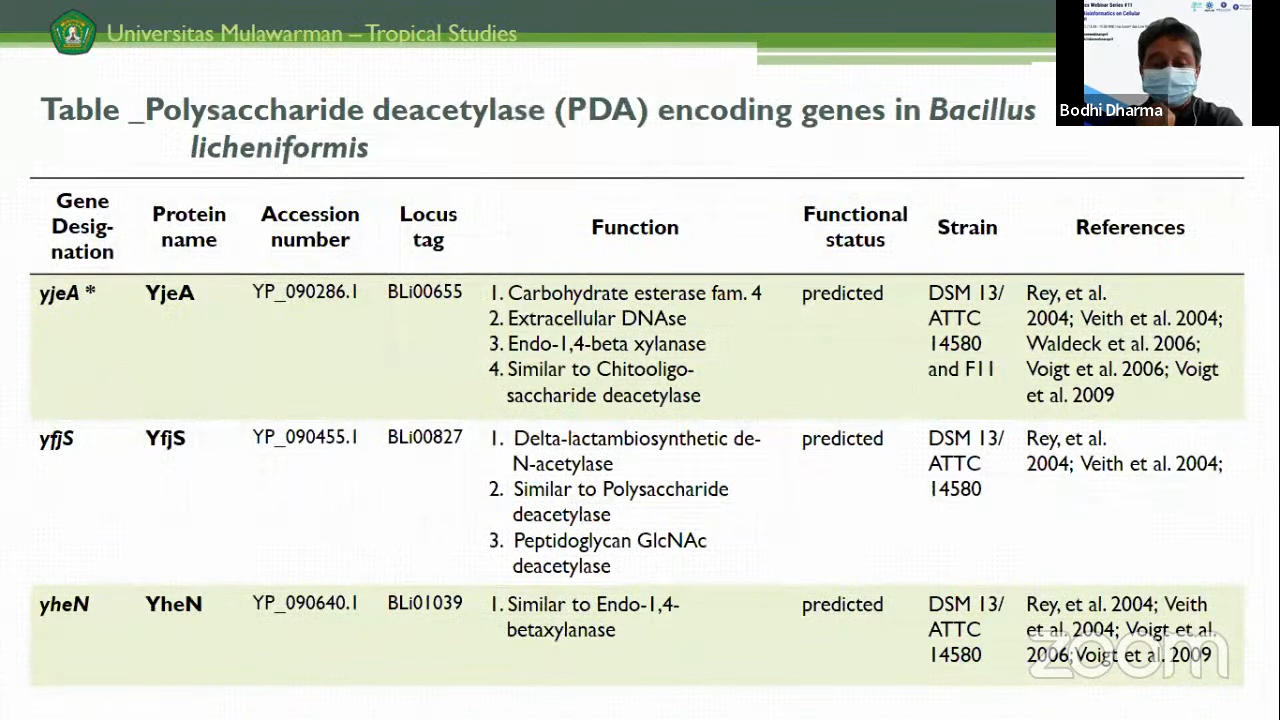 Universitas Mulawarman – Tropical Studies
Bodhi Dharma
Table _Polysaccharide deacetylase (PDA) encoding genes in Bacillus
licheniformis
Gene Desig-nation | Protein name | Accession number | Locus tag | Function | Functional status | Strain | References
yjeA *
YjeA
YP_090286.1
BLi00655
1. Carbohydrate esterase fam. 4
2. Extracellular DNAse
3. Endo-1,4-beta xylanase
4. Similar to Chitooligo-
saccharide deacetylase
predicted
DSM 13/
ATTC
14580
and F11
Rey, et al.
2004; Veith et al. 2004;
Waldeck et al. 2006;
Voigt et al. 2006; Voigt
et al. 2009
yfjS
YfjS
YP_090455.1
BLi00827
1. Delta-lactambiosynthetic de-
N-acetylase
2. Similar to Polysaccharide
deacetylase
3. Peptidoglycan GlcNAc
deacetylase
predicted
DSM 13/
ATTC
14580
Rey, et al.
2004; Veith et al. 2004;
yheN
YheN
YP_090640.1
BLi01039
1. Similar to Endo-1,4-
betaxylanase
predicted
DSM 13/
ATTC
14580
Rey, et al. 2004; Veith
et al. 2004; Voigt et al.
2006;Voigt et al. 2009
zoom